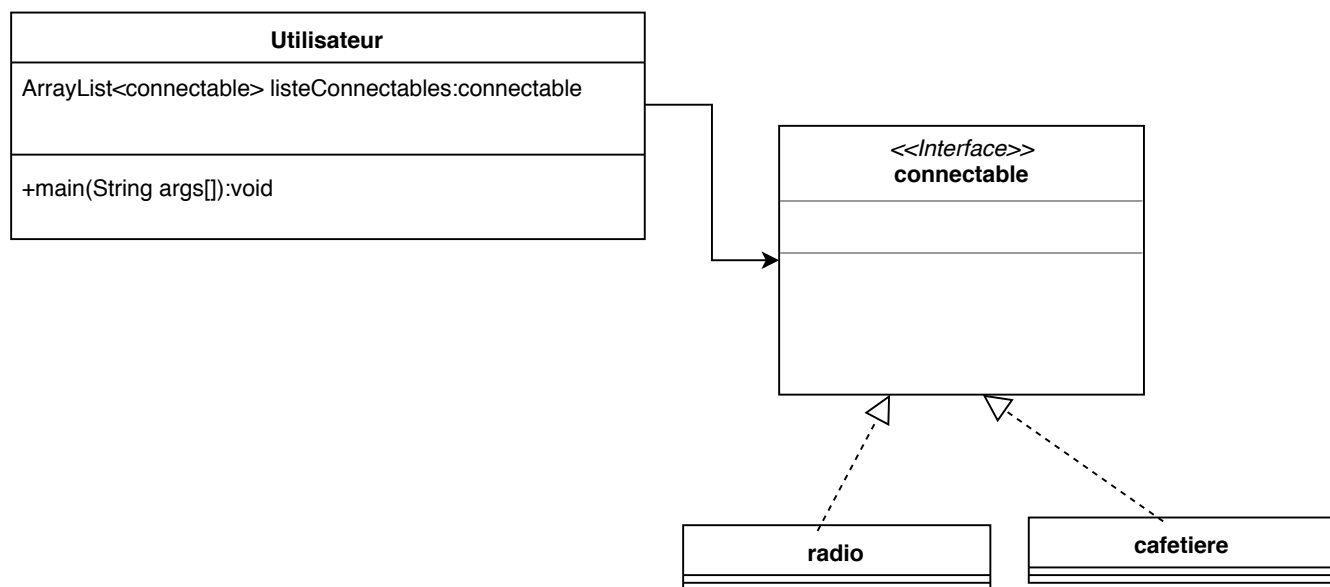 Utilisateur
ArrayList<connectable> listeConnectables:connectable
+main(String args[]):void
<<Interface>>
connectable
radio
cafetiere